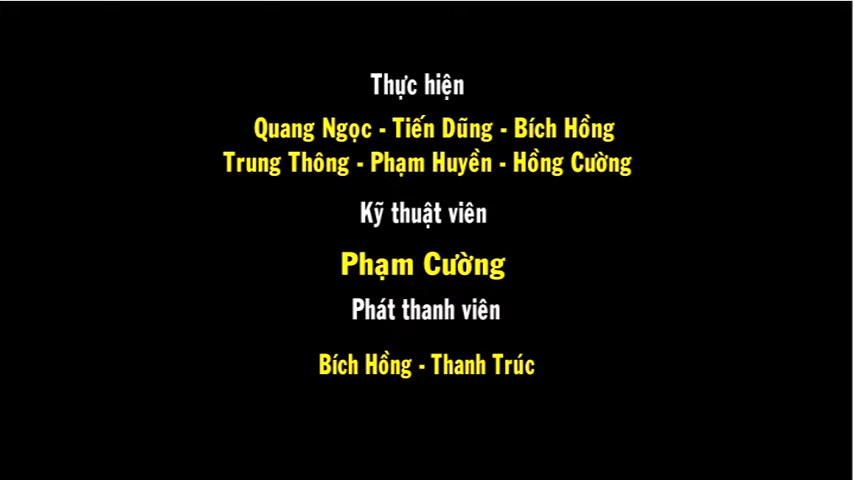 Thực hiện
Quang Ngọc - Tiến Dũng - Bích Hồng
Trung Thông - Phạm Huyền - Hồng Cường
Kỹ thuật viên
Phạm Cường
Phát thanh viên
Bích Hồng - Thanh Trúc